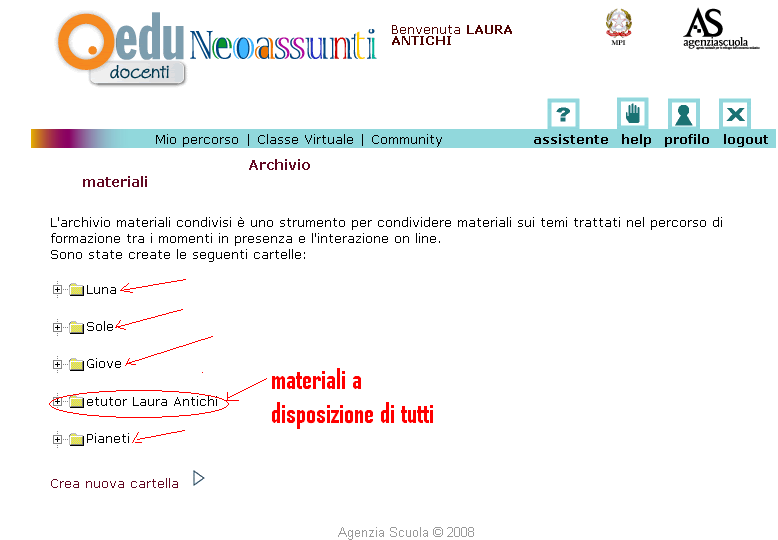 edu
docenti
Neoassunti
Benvenuta LAURA
ANTICHI
MPI
AS
agenziascuola
?
assistente help profilo logout
Mio percorso | Classe Virtuale | Community
Archivio
materiali
L'archivio materiali condivisi è uno strumento per condividere materiali sui temi trattati nel percorso di
formazione tra i momenti in presenza e l'interazione on line.
Sono state create le seguenti cartelle:
Luna
Sole
Giove
etutor Laura Antichi
materiali a
disposizione di tutti
Pianeti
Crea nuova cartella
Agenzia Scuola © 2008